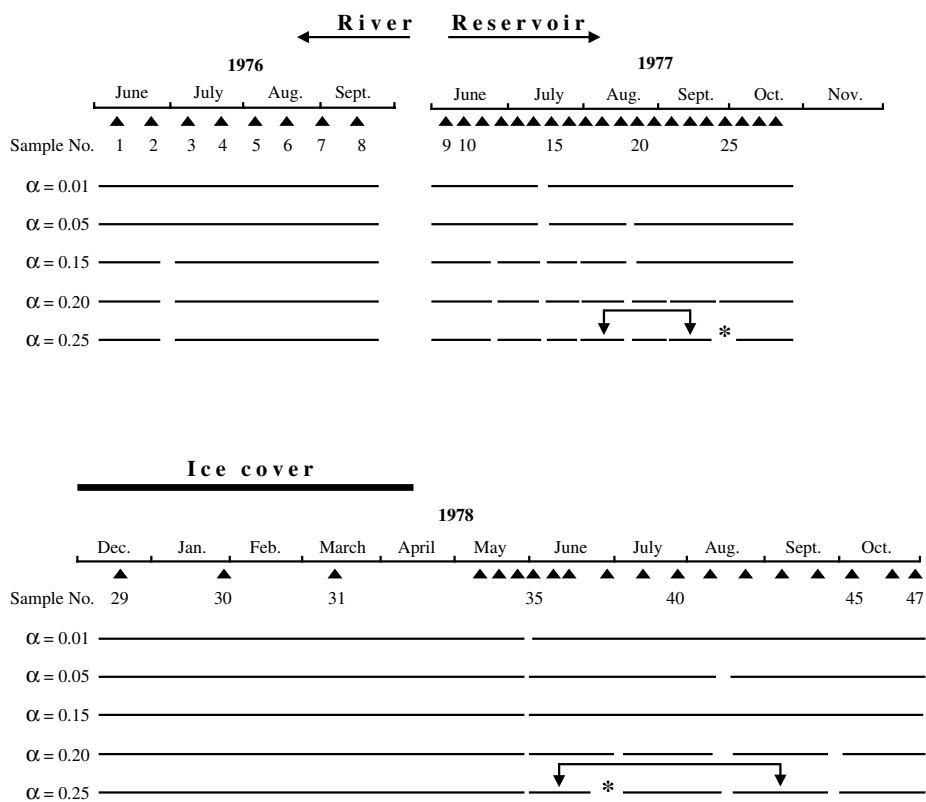 River Reservoir
1976 1977
June July Aug. Sept. June July Aug. Sept. Oct. Nov.
Sample No. 1 2 3 4 5 6 7 8 9 10 15 20 25
α = 0.01
α = 0.05
α = 0.15
α = 0.20
α = 0.25 *
Ice cover
1978
Dec. Jan. Feb. March April May June July Aug. Sept. Oct.
Sample No. 29 30 31 35 40 45 47
α = 0.01
α = 0.05
α = 0.15
α = 0.20
α = 0.25 *